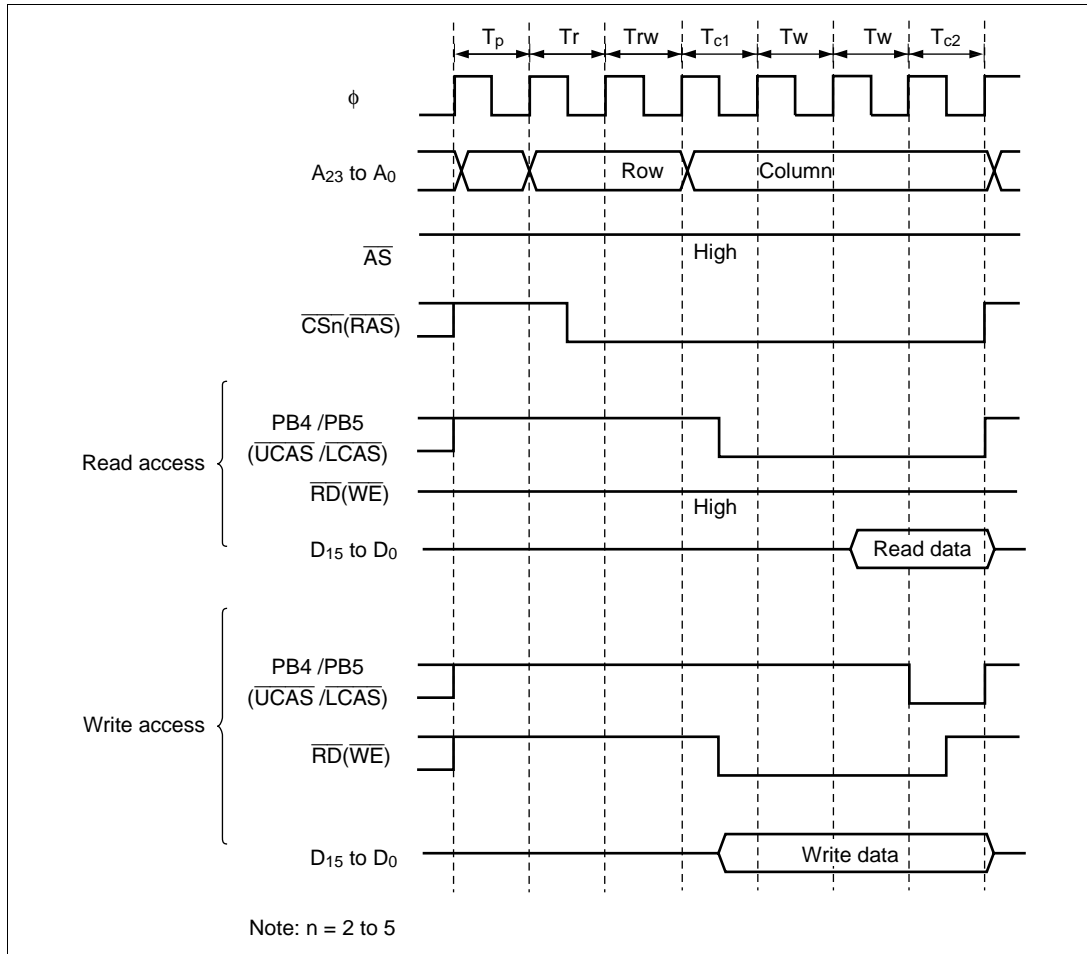 Tp Tr Trw Tc1 Tw Tw Tc2
φ
A23 to A0 Row Column
AS High
CSn(RAS)
PB4 /PB5
(UCAS /LCAS)
Read access
RD(WE) High
D15 to D0 Read data
PB4 /PB5
(UCAS /LCAS)
Write access
RD(WE)
D15 to D0 Write data
Note: n = 2 to 5